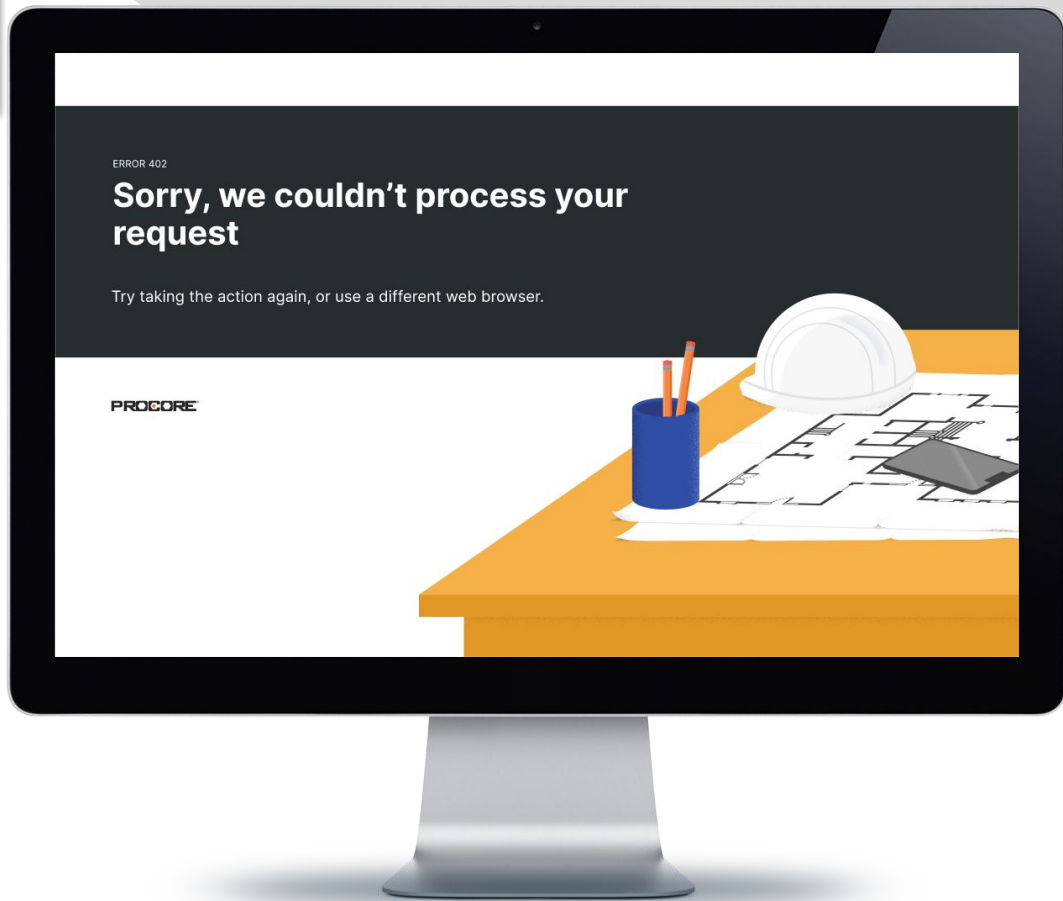 ERROR 402
Sorry, we couldn’t process your
request
Try taking the action again, or use a different web browser.
PROCORE